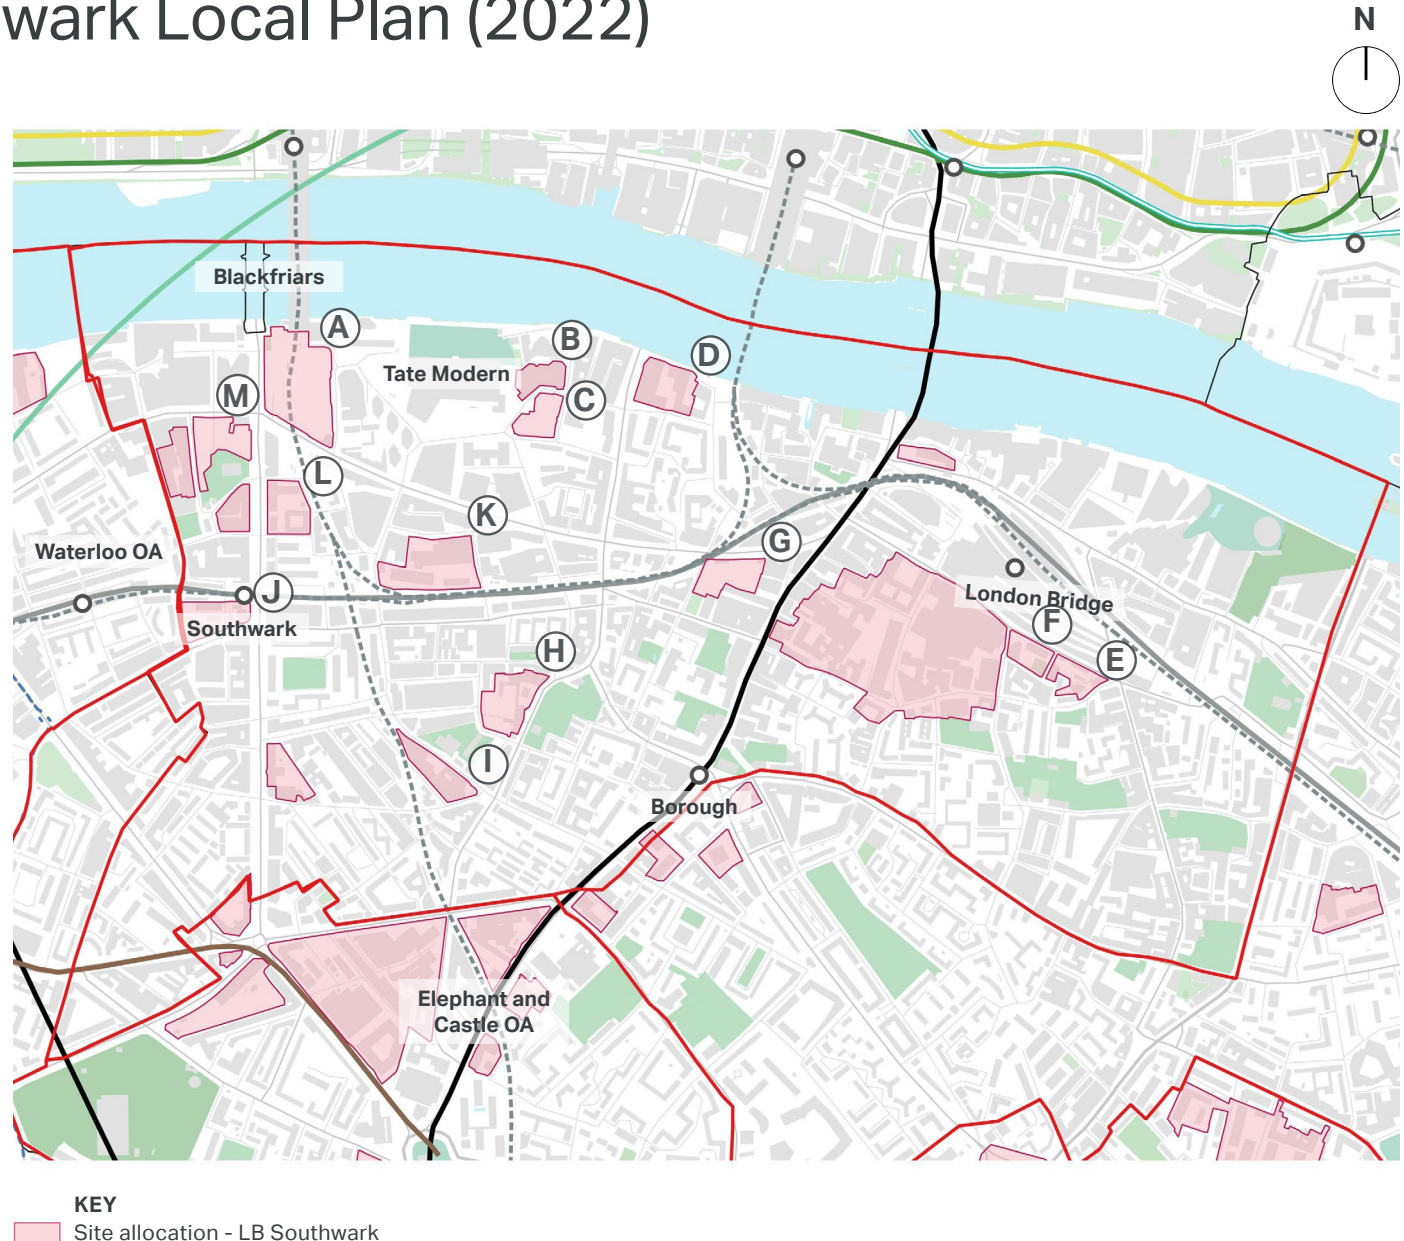 wark Local Plan (2022)
N
Blackfriars
A
B
Tate Modern
D
M
C
L
K
Waterloo OA
G
J
London Bridge
Southwark
F
H
E
I
Borough
Elephant and
Castle OA
KEY
Site allocation - LB Southwark